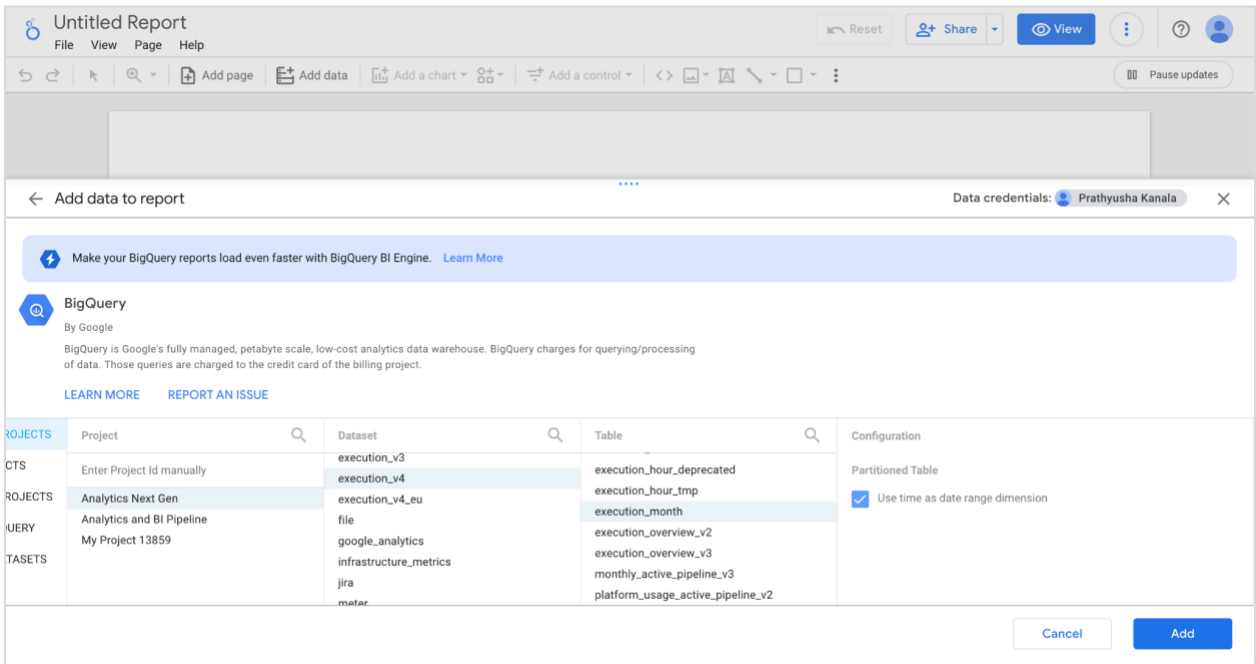 Untitled Report
File View Page Help
Reset
Share
View
Add page
Add data
Add a chart
Add a control
Pause updates
Add data to report
Data credentials: Prathyusha Kanala
Make your BigQuery reports load even faster with BigQuery BI Engine. Learn More
BigQuery
By Google
BigQuery is Google's fully managed, petabyte scale, low-cost analytics data warehouse. BigQuery charges for querying/processing
of data. Those queries are charged to the credit card of the billing project.
LEARN MORE REPORT AN ISSUE
ROJECTS
CTS
ROJECTS
QUERY
TASETS
Project
Enter Project Id manually
Analytics Next Gen
Analytics and BI Pipeline
My Project 13859
Dataset
execution_v3
execution_v4
execution_v4_eu
file
google_analytics
infrastructure_metrics
jira
meter
Table
execution_hour_deprecated
execution_hour_tmp
execution_month
execution_overview_v2
execution_overview_v3
monthly_active_pipeline_v3
platform_usage_active_pipeline_v2
Configuration
Partitioned Table
Use time as date range dimension
Cancel
Add